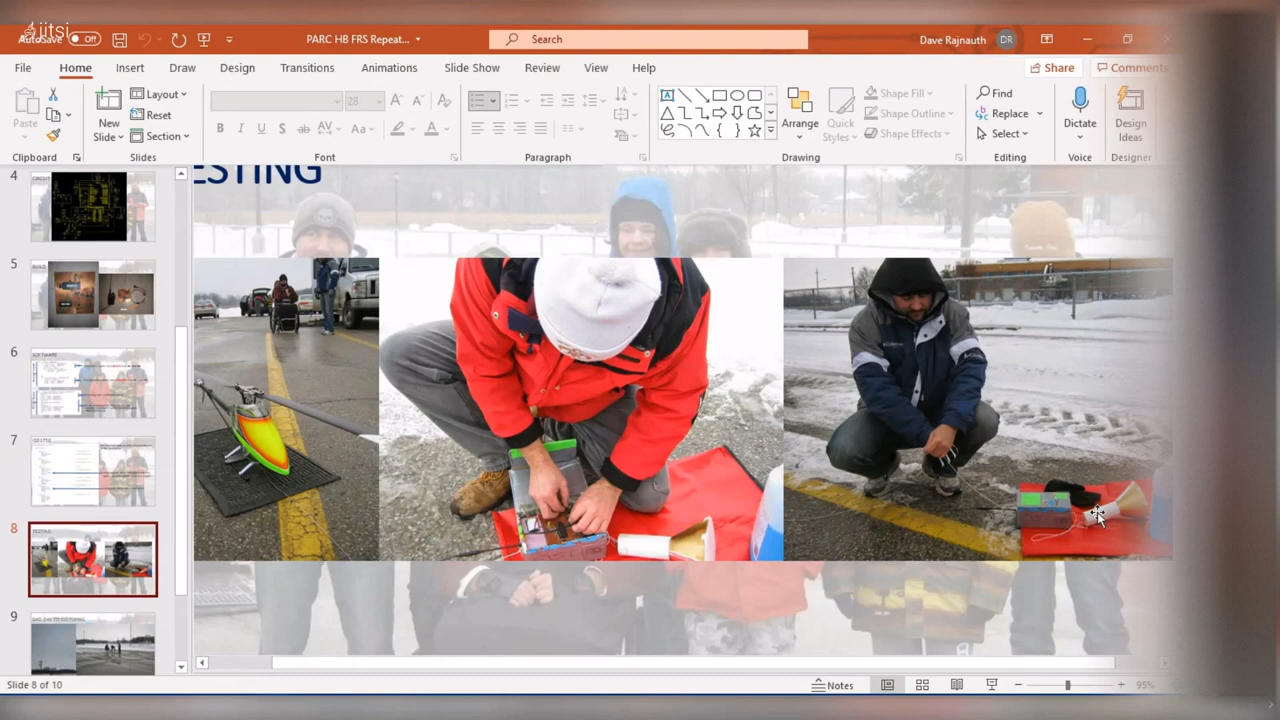 jitsi
AutoSave Off
PARC HB FRS Repeat...
Search
Dave Rajnauth DR
File Home Insert Draw Design Transitions Animations Slide Show Review View Help
Share Comments
Paste
New
Slide
Layout
Reset
Section
28
B I U S ab AV Aa A
Arrange
Quick
Styles
Shape Fill
Shape Outline
Shape Effects
Find
Replace
Select
Dictate
Design
Ideas
Clipboard Slides Font Paragraph Drawing Editing Voice Designer
ESTING
4
5
6
7
8
9
Slide 8 of 10
Notes
95%